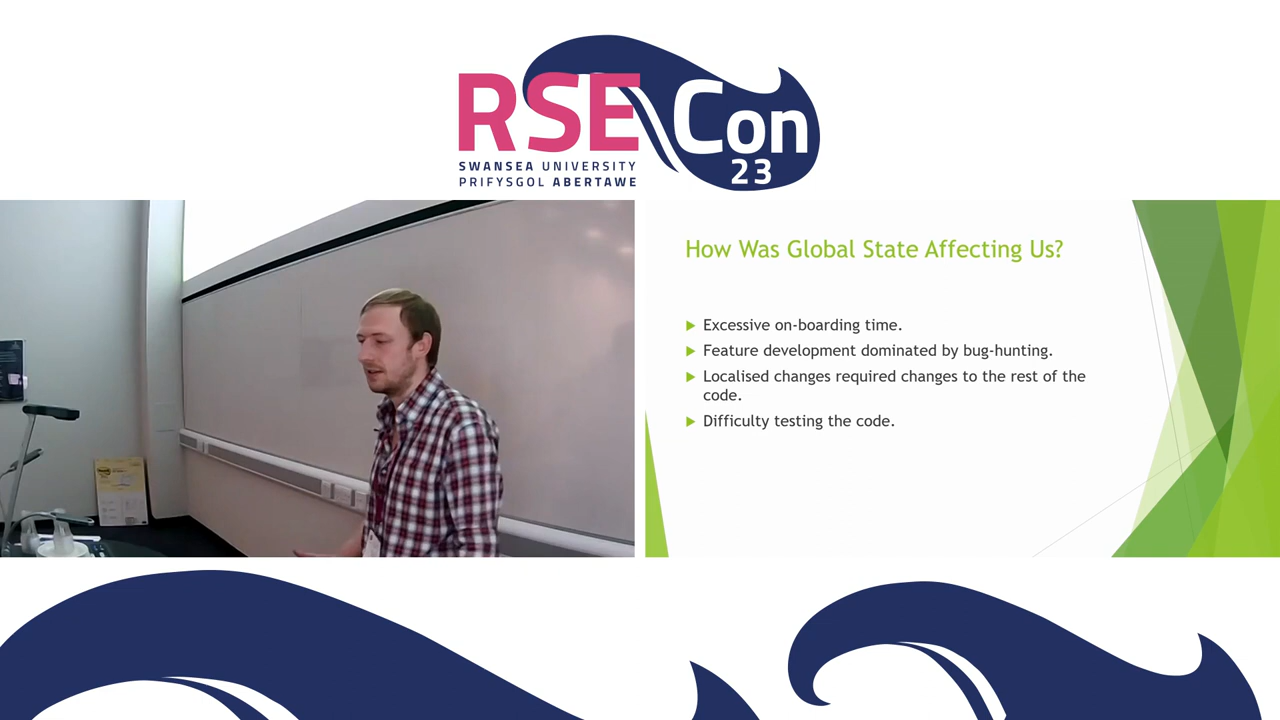 RSE Con
23
SWANSEA UNIVERSITY
PRIFYSGOL ABERTAWE
How Was Global State Affecting Us?
Excessive on-boarding time.
Feature development dominated by bug-hunting.
Localised changes required changes to the rest of the
code.
Difficulty testing the code.